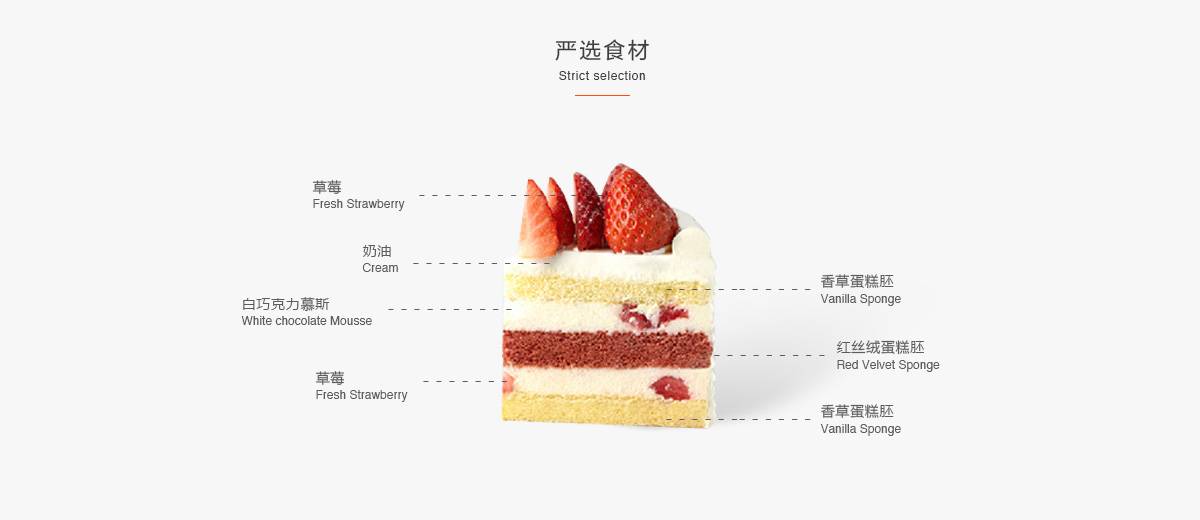 严选食材
Strict selection
草莓
Fresh Strawberry
奶油
Cream
白巧克力慕斯
White chocolate Mousse
草莓
Fresh Strawberry
香草蛋糕胚
Vanilla Sponge
红丝绒蛋糕胚
Red Velvet Sponge
香草蛋糕胚
Vanilla Sponge